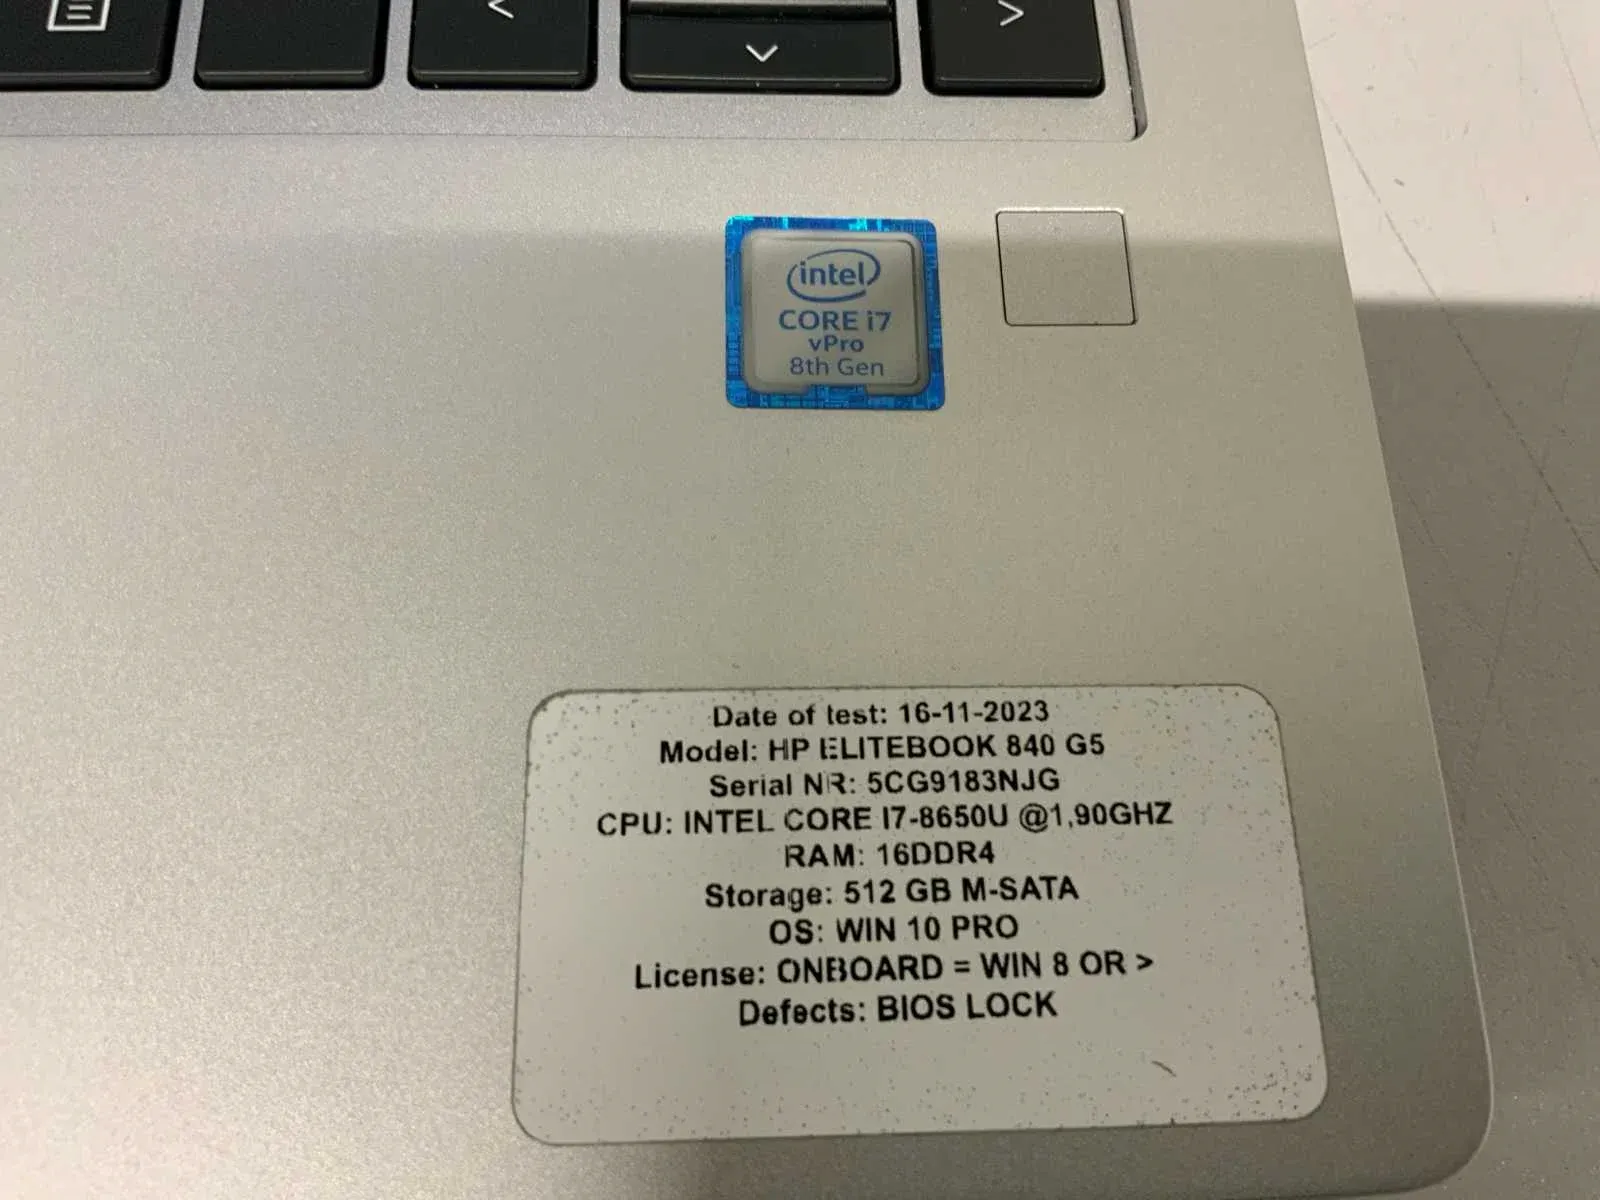 intel
CORE i7
vPro
8th Gen
Date of test: 16-11-2023
Model: HP ELITEBOOK 840 G5
Serial NR: 5CG9183NJG
CPU: INTEL CORE I7-8650U @1,90GHZ
RAM: 16DDR4
Storage: 512 GB M-SATA
OS: WIN 10 PRO
License: ONBOARD = WIN 8 OR >
Defects: BIOS LOCK